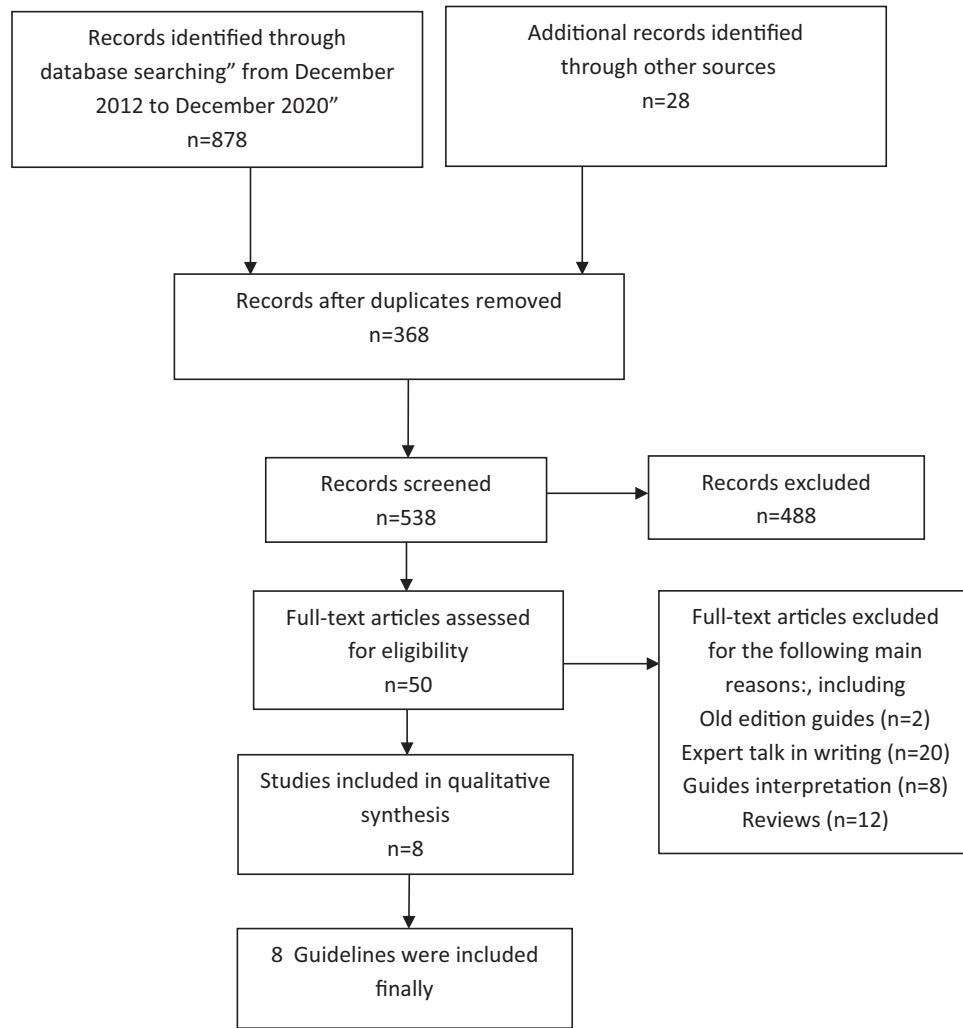 Records identified through
database searching” from December
2012 to December 2020”
n=878
Additional records identified
through other sources
n=28
Records after duplicates removed
n=368
Records screened
n=538
Records excluded
n=488
Full-text articles assessed
for eligibility
n=50
Full-text articles excluded
for the following main
reasons:, including
Old edition guides (n=2)
Expert talk in writing (n=20)
Guides interpretation (n=8)
Reviews (n=12)
Studies included in qualitative
synthesis
n=8
8 Guidelines were included
finally